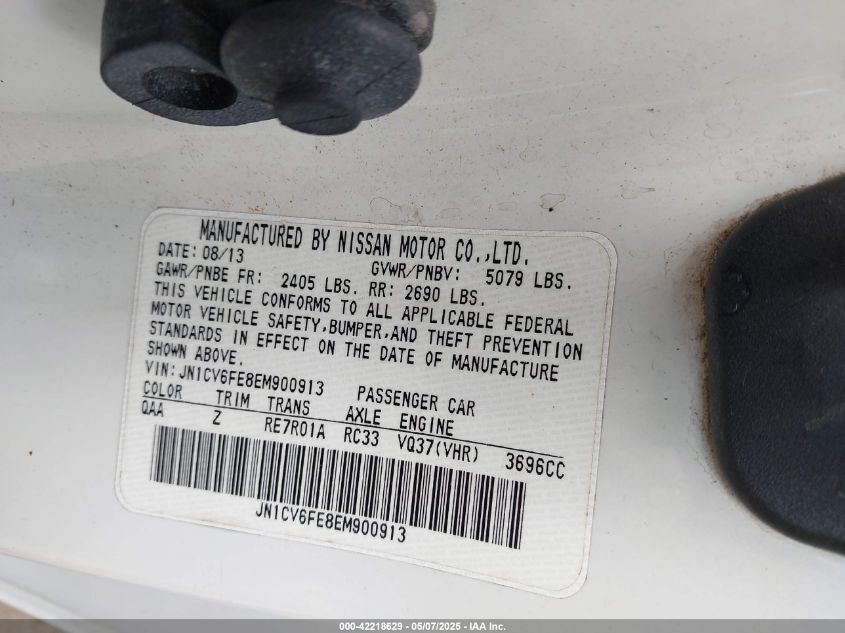 MANUFACTURED BY NISSAN MOTOR CO.,LTD.
DATE: 08/13 GVWR/PNBV: 5079 LBS.
GAWR/PNBE FR: 2405 LBS. RR: 2690 LBS.
THIS VEHICLE CONFORMS TO ALL APPLICABLE FEDERAL
MOTOR VEHICLE SAFETY,BUMPER,AND THEFT PREVENTION
STANDARDS IN EFFECT ON THE DATE OF MANUFACTURE
SHOWN ABOVE.
VIN: JN1CV6FE8EM900913 PASSENGER CAR
COLOR TRIM TRANS AXLE ENGINE
QAA Z RE7R01A RC33 VQ37(VHR) 3696CC
JN1CV6FE8EM900913
000-42218629 - 05/07/2025 - IAA Inc.